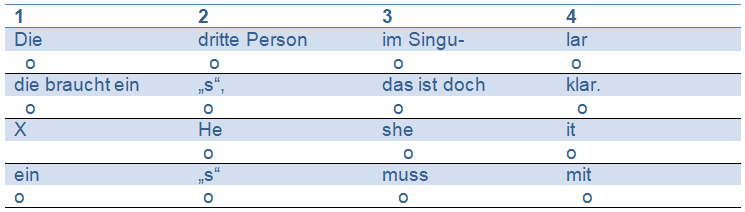 1 2 3 4
Die dritte Person im Singu- lar
o o o o
die braucht ein „s“, das ist doch klar.
o o o o
X He she it
o o o
ein „s“ muss mit
o o o o